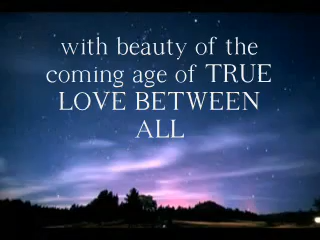 with beauty of the
coming age of TRUE
LOVE BETWEEN
ALL